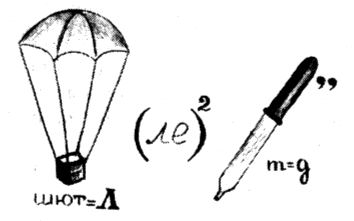 шют=Л
(ле)²
,,
т=д